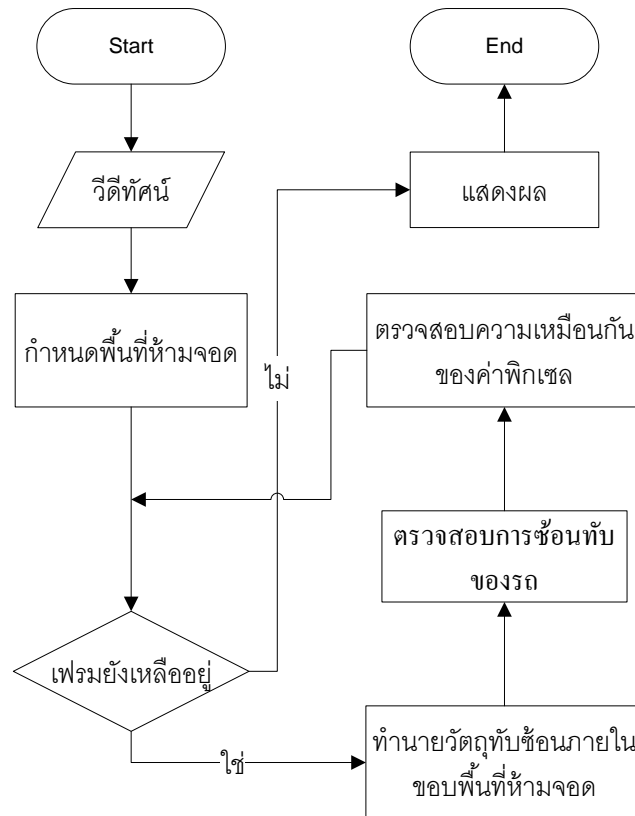 Start
วีดีทัศน์
กำหนดพื้นที่ห้ามจอด
เฟรมยังเหลืออยู่
ใช่
ไม่
ทำนายวัตถุทับซ้อนภายใน
ขอบพื้นที่ห้ามจอด
ตรวจสอบการซ้อนทับ
ของรถ
ตรวจสอบความเหมือนกัน
ของค่าพิกเซล
แสดงผล
End